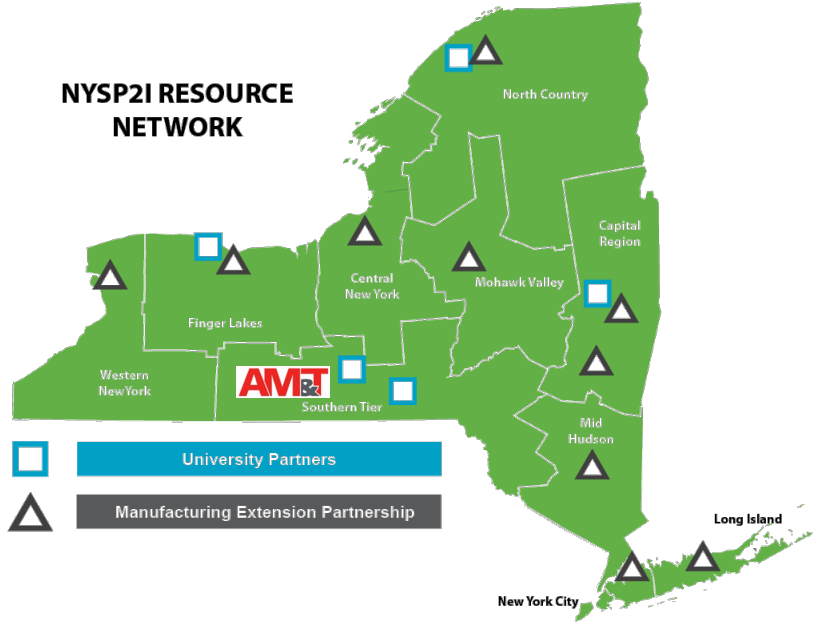 NYSP2I RESOURCE
NETWORK
North Country
Capital
Region
Central
New York
Mohawk Valley
Finger Lakes
Western
NewYork
AM&T
Southern Tier
Mid
Hudson
University Partners
Manufacturing Extension Partnership
Long Island
New York City